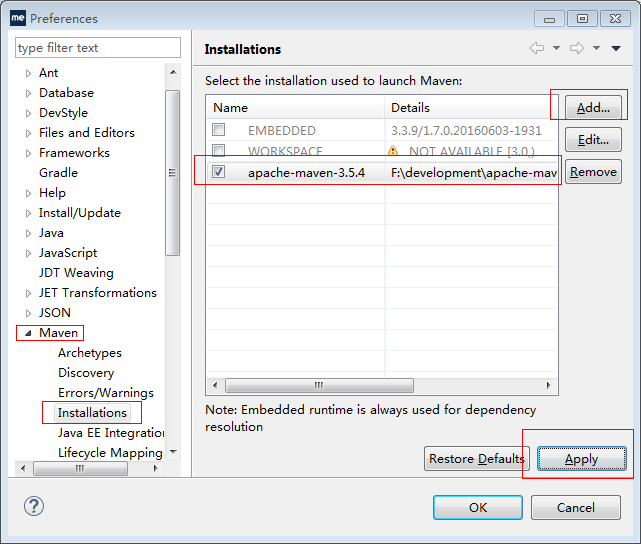 me Preferences
type filter text
Ant
Database
DevStyle
Files and Editors
Frameworks
Gradle
Help
Install/Update
Java
JavaScript
JDT Weaving
JET Transformations
JSON
Maven
Archetypes
Discovery
Errors/Warnings
Installations
Java EE Integration
Lifecycle Mapping
Installations
Select the installation used to launch Maven:
Name Details
EMBEDDED 3.3.9/1.7.0.20160603-1931
WORKSPACE NOT AVAILABLE [3.0,)
apache-maven-3.5.4 F:\development\apache-mav
Add...
Edit...
Remove
Note: Embedded runtime is always used for dependency
resolution
Restore Defaults Apply
? OK Cancel